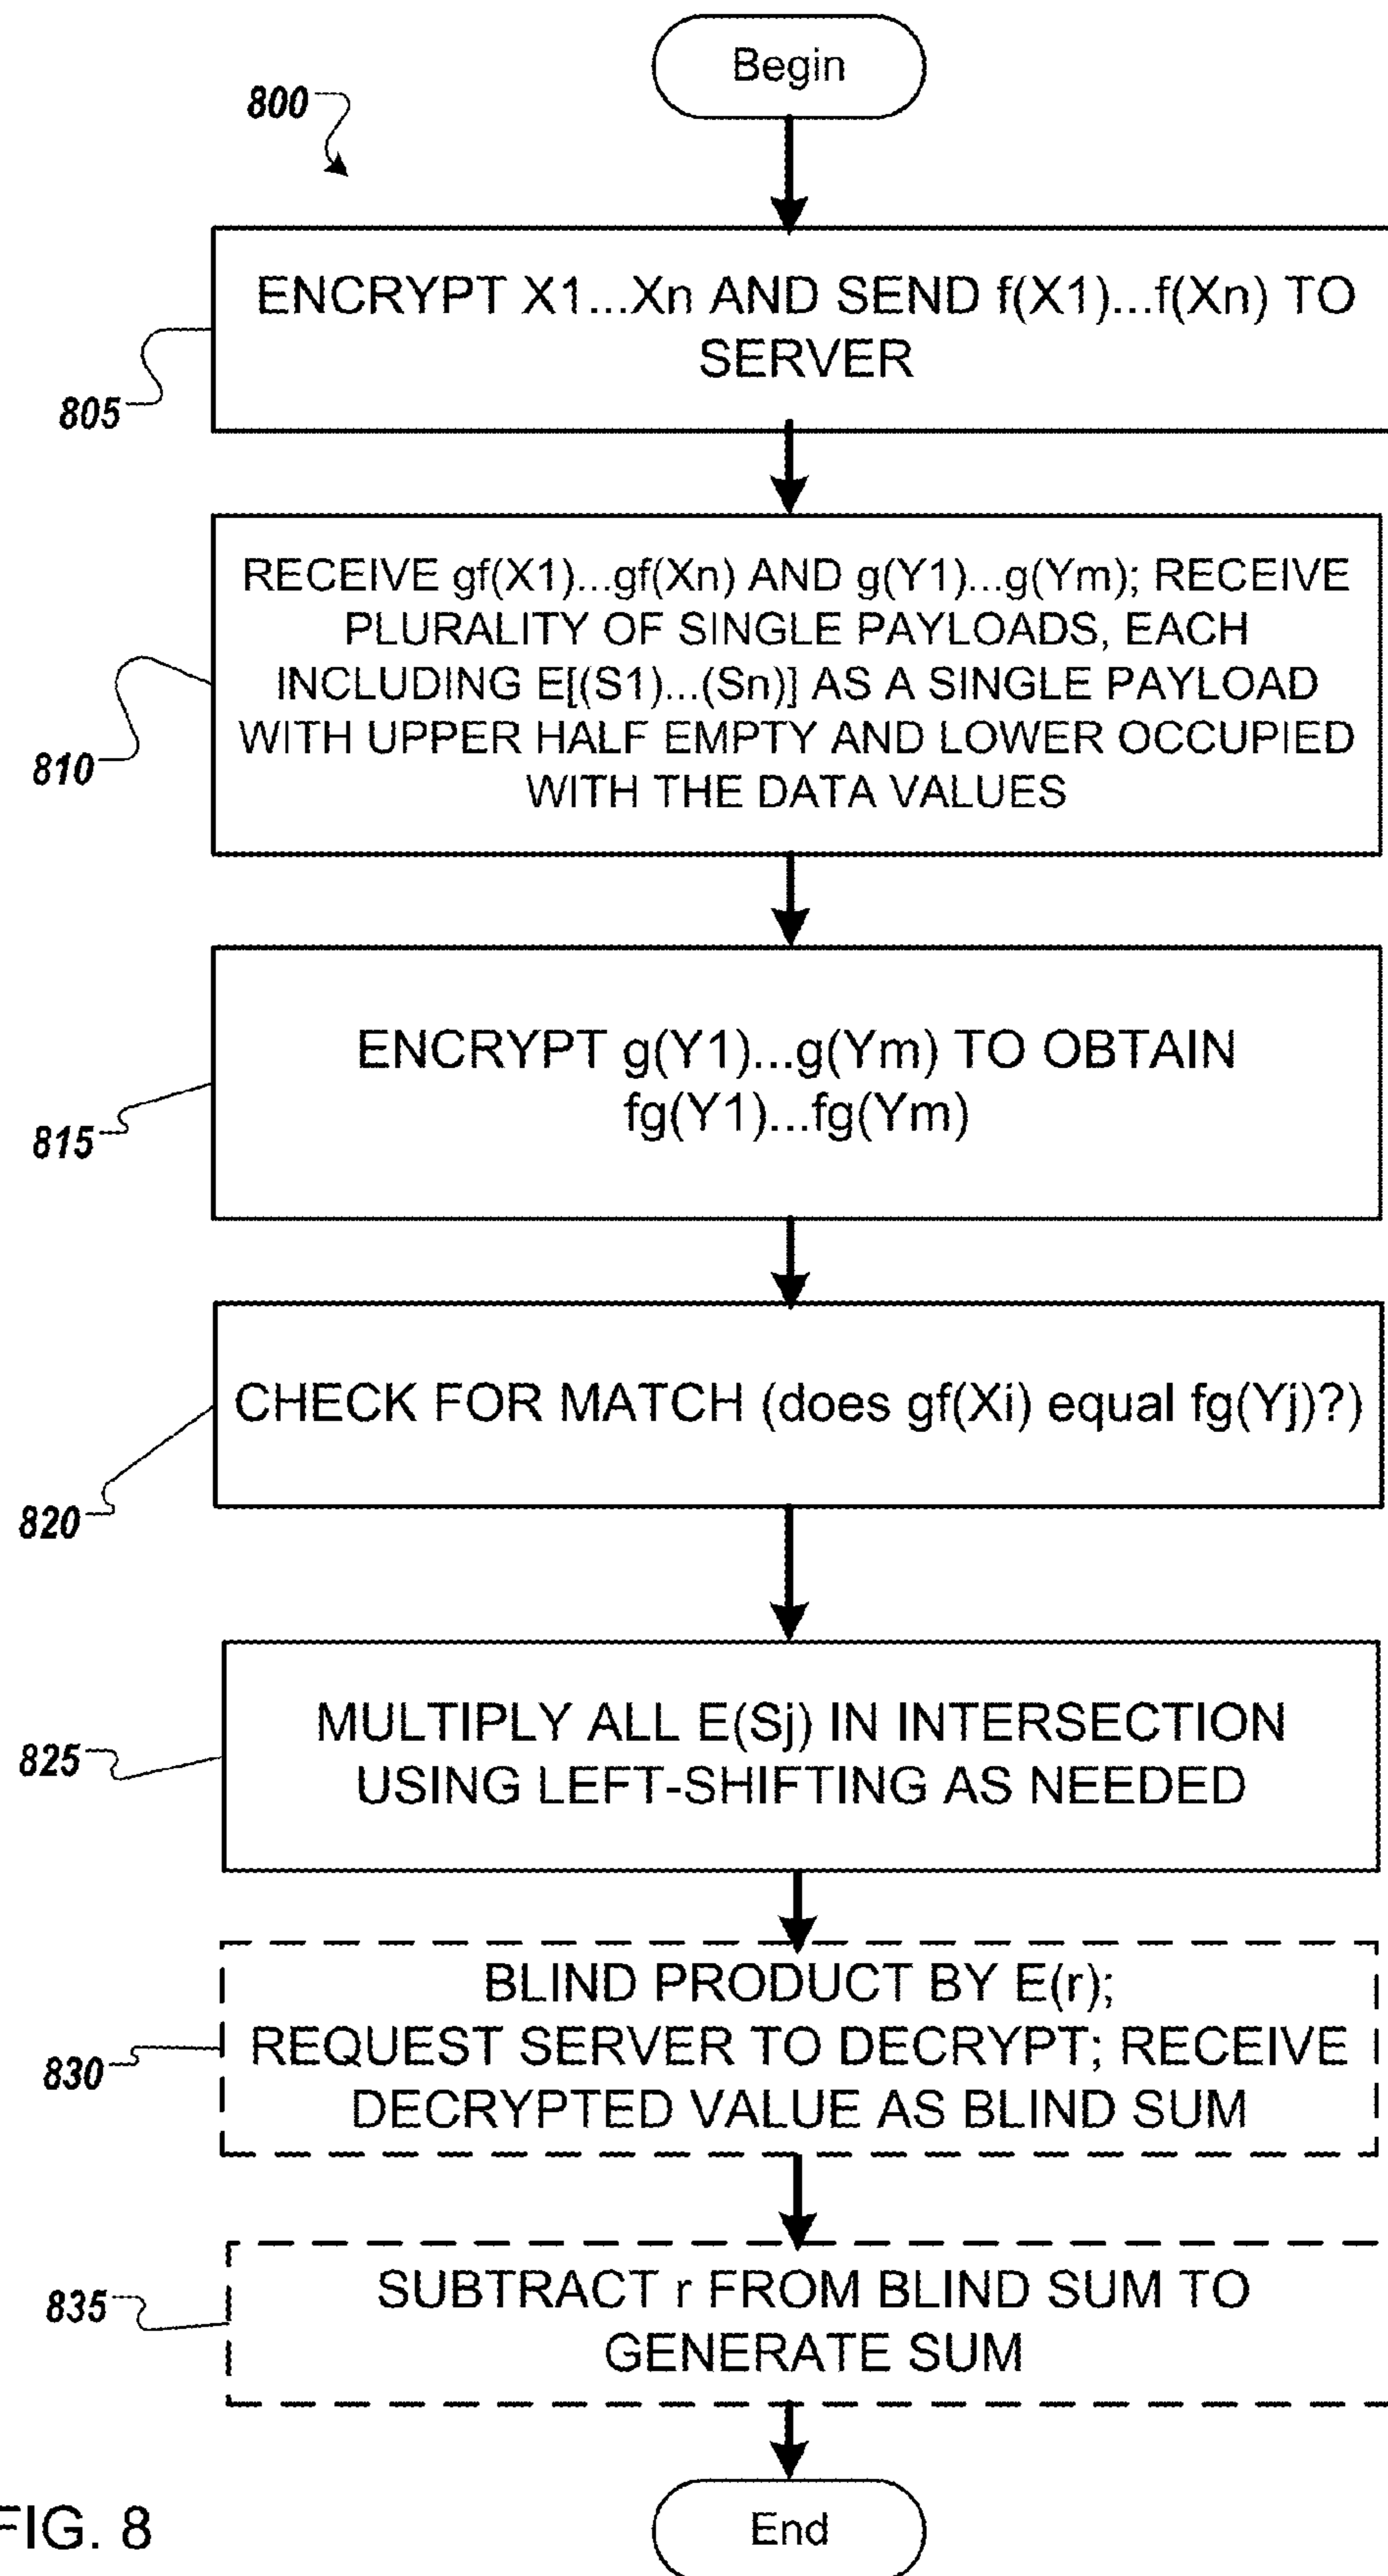 Begin
800
ENCRYPT X1...Xn AND SEND f(X1)...f(Xn) TO
SERVER
805
RECEIVE gf(X1)...gf(Xn) AND g(Y1)...g(Ym); RECEIVE
PLURALITY OF SINGLE PAYLOADS, EACH
INCLUDING E[(S1)...(Sn)] AS A SINGLE PAYLOAD
WITH UPPER HALF EMPTY AND LOWER OCCUPIED
WITH THE DATA VALUES
810
ENCRYPT g(Y1)...g(Ym) TO OBTAIN
fg(Y1)...fg(Ym)
815
CHECK FOR MATCH (does gf(Xi) equal fg(Yj)?)
820
MULTIPLY ALL E(Sj) IN INTERSECTION
USING LEFT-SHIFTING AS NEEDED
825
BLIND PRODUCT BY E(r);
REQUEST SERVER TO DECRYPT; RECEIVE
DECRYPTED VALUE AS BLIND SUM
830
SUBTRACT r FROM BLIND SUM TO
GENERATE SUM
835
End
FIG. 8